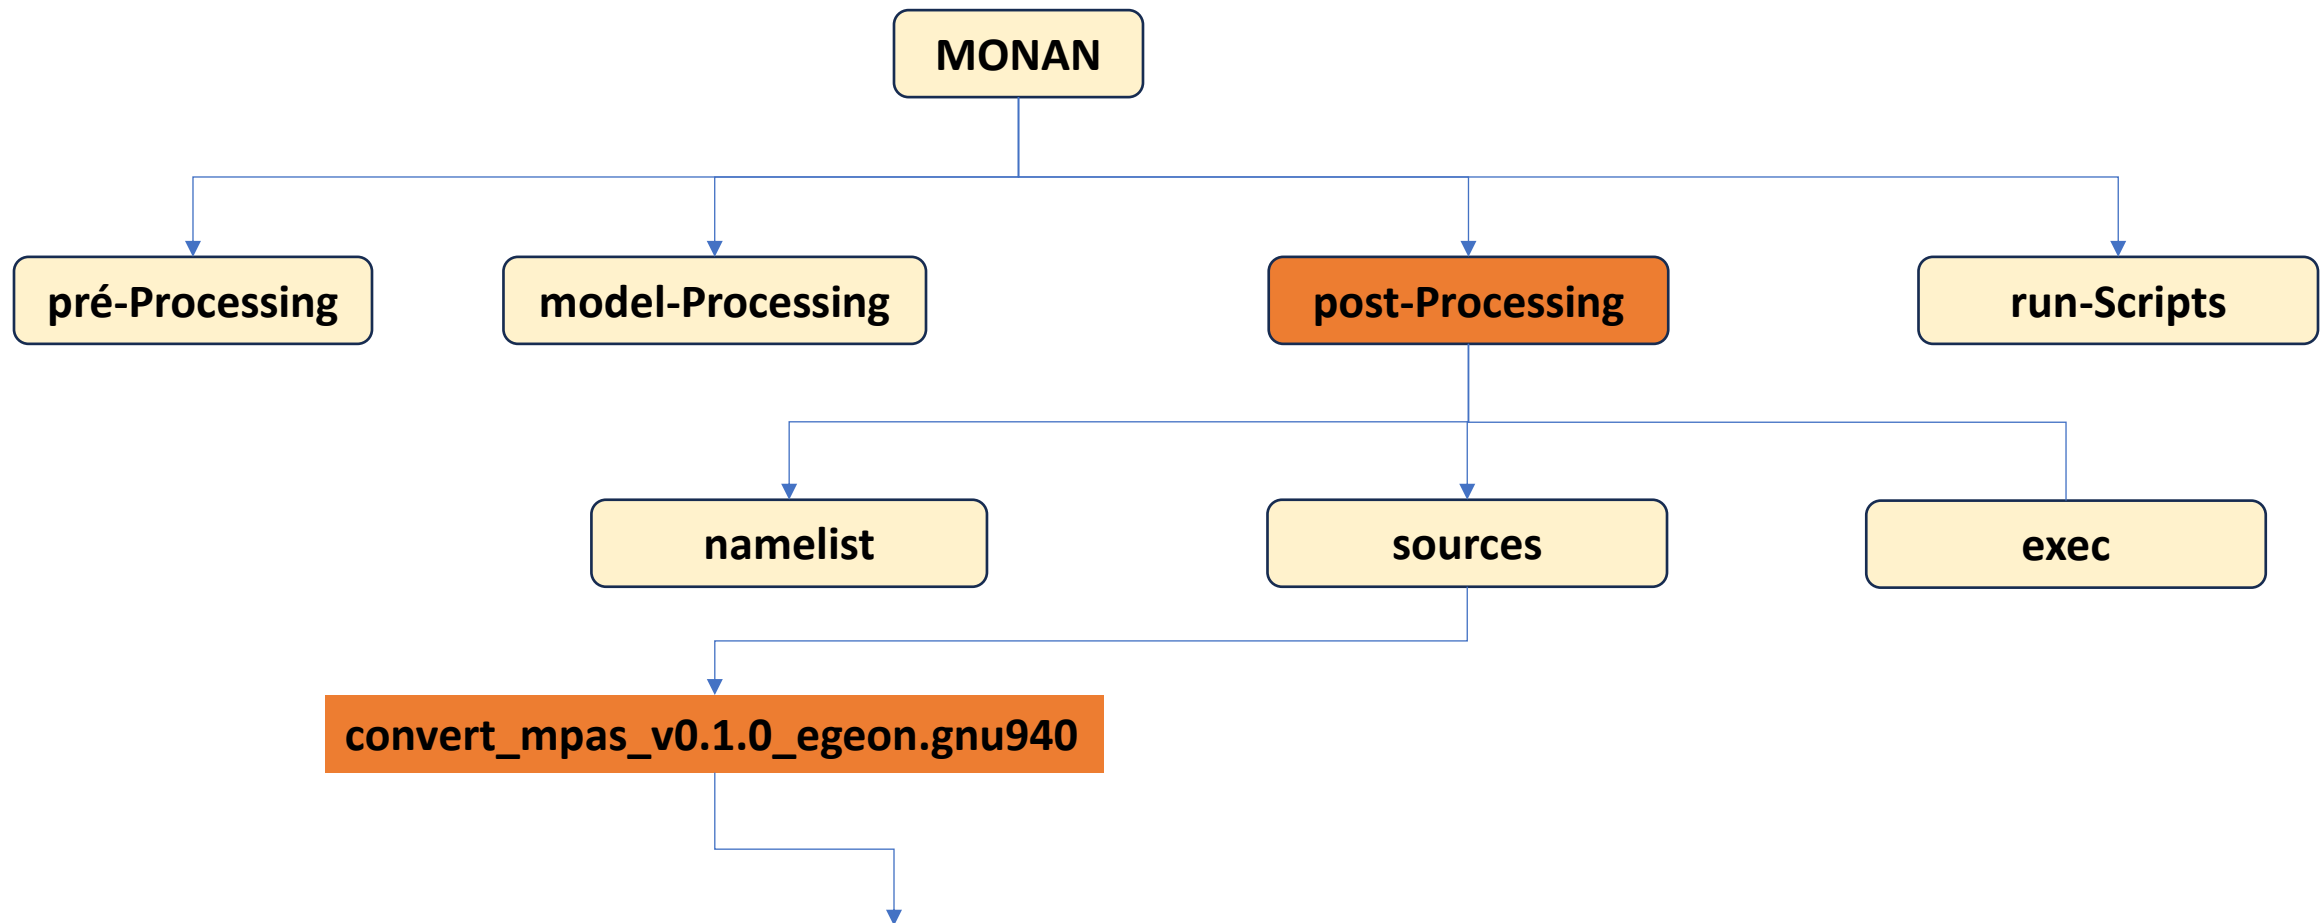 MONAN
pré-Processing
model-Processing
post-Processing
run-Scripts
namelist
sources
exec
convert_mpas_v0.1.0_egeon.gnu940